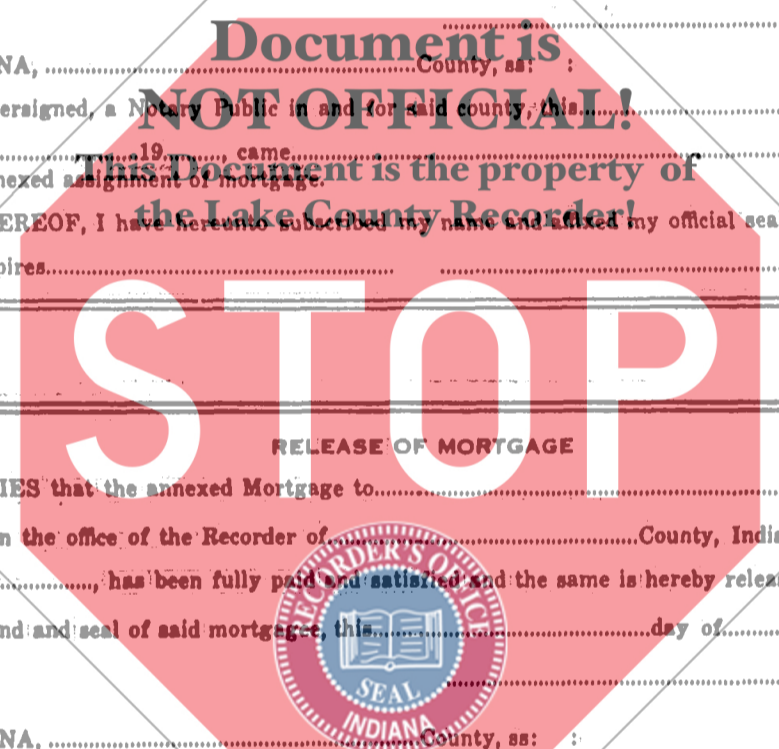 Document is
NA, ........ County, ss: :
NOT OFFICIAL!
ersigned, a Notary Public in and for said county, this........
........19........, came........
This Document is the property of
nexed assignment of mortgage.
the Lake County Recorder!
EREOF, I have hereunto subscribed my name and affixed my official sea
pires........
STOP
RELEASE OF MORTGAGE
IES that the annexed Mortgage to........
n the office of the Recorder of........County, Indi
........, has been fully paid and satisfied and the same is hereby relea
nd and seal of said mortgagee, this........day of........
RECORDER'S OFFICE
SEAL
INDIANA
NA, ........County, ss: :